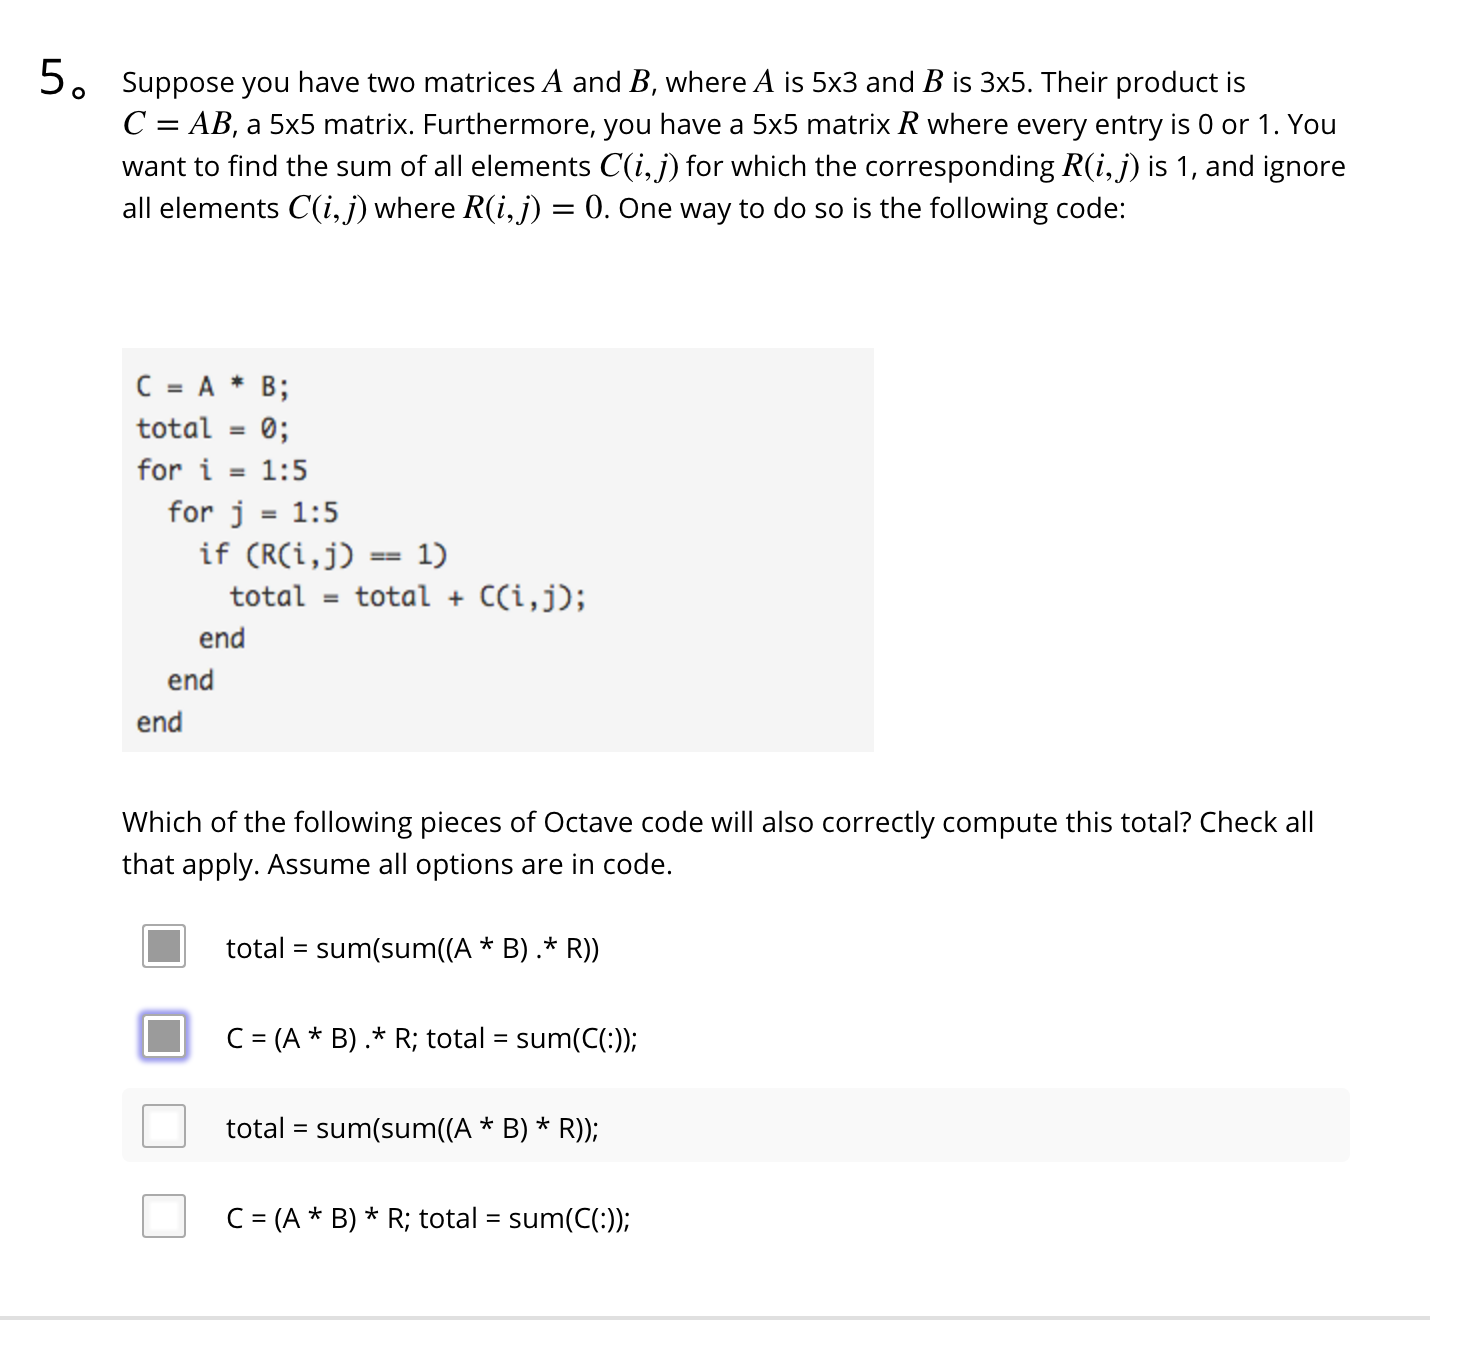 5。 Suppose you have two matrices A and B, where A is 5x3 and B is 3x5. Their product is
C = AB, a 5x5 matrix. Furthermore, you have a 5x5 matrix R where every entry is 0 or 1. You
want to find the sum of all elements C(i, j) for which the corresponding R(i, j) is 1, and ignore
all elements C(i, j) where R(i, j) = 0. One way to do so is the following code:
C = A * B;
total = 0;
for i = 1:5
for j = 1:5
if (R(i,j) == 1)
total = total + C(i,j);
end
end
end
Which of the following pieces of Octave code will also correctly compute this total? Check all
that apply. Assume all options are in code.
total = sum(sum((A * B) .* R))
C = (A * B) .* R; total = sum(C(:));
total = sum(sum((A * B) * R));
C = (A * B) * R; total = sum(C(:));